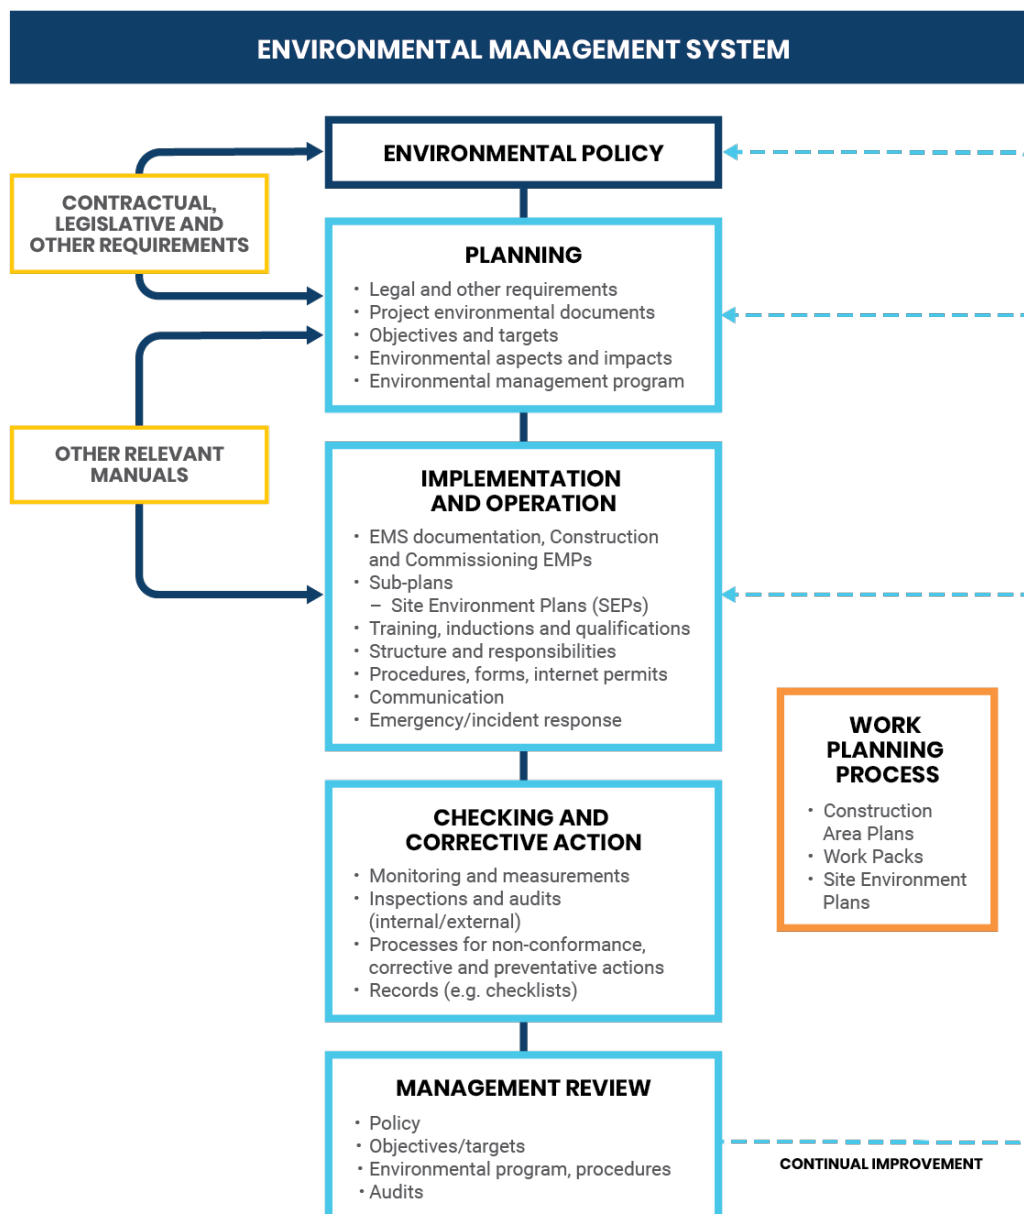 ENVIRONMENTAL MANAGEMENT SYSTEM
ENVIRONMENTAL POLICY
CONTRACTUAL,
LEGISLATIVE AND
OTHER REQUIREMENTS
PLANNING
• Legal and other requirements
• Project environmental documents
• Objectives and targets
• Environmental aspects and impacts
• Environmental management program
OTHER RELEVANT
MANUALS
IMPLEMENTATION
AND OPERATION
• EMS documentation, Construction
and Commissioning EMPs
• Sub-plans
– Site Environment Plans (SEPs)
• Training, inductions and qualifications
• Structure and responsibilities
• Procedures, forms, internet permits
• Communication
• Emergency/incident response
WORK
PLANNING
PROCESS
• Construction
Area Plans
• Work Packs
• Site Environment
Plans
CHECKING AND
CORRECTIVE ACTION
• Monitoring and measurements
• Inspections and audits
(internal/external)
• Processes for non-conformance,
corrective and preventative actions
• Records (e.g. checklists)
MANAGEMENT REVIEW
• Policy
• Objectives/targets
• Environmental program, procedures
• Audits
CONTINUAL IMPROVEMENT